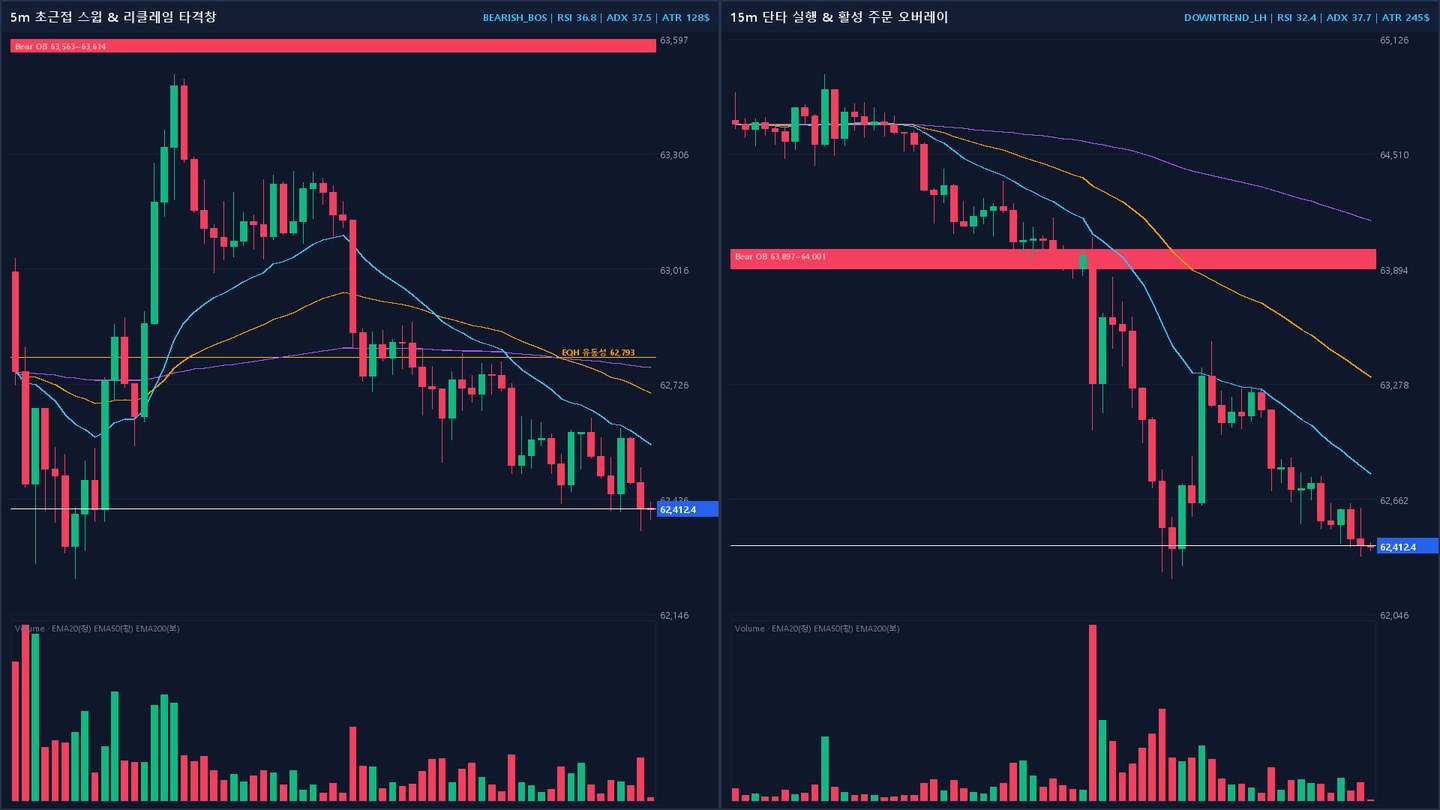 5m 초근접 스윕 & 리클레임 타격창
BEARISH_BOS | RSI 36.8 | ADX 37.5 | ATR 128$
Bear OB 63,563~63,614
63,597
63,306
63,016
EQH 유동성 62,793
62,726
62,436
62,412.4
62,146
Volume · EMA20(청) EMA50(황) EMA200(보)
15m 단타 실행 & 활성 주문 오버레이
DOWNTREND_LH | RSI 32.4 | ADX 37.7 | ATR 245$
65,126
64,510
Bear OB 63,897~64,001
63,894
63,278
62,662
62,412.4
62,046
Volume · EMA20(청) EMA50(황) EMA200(보)